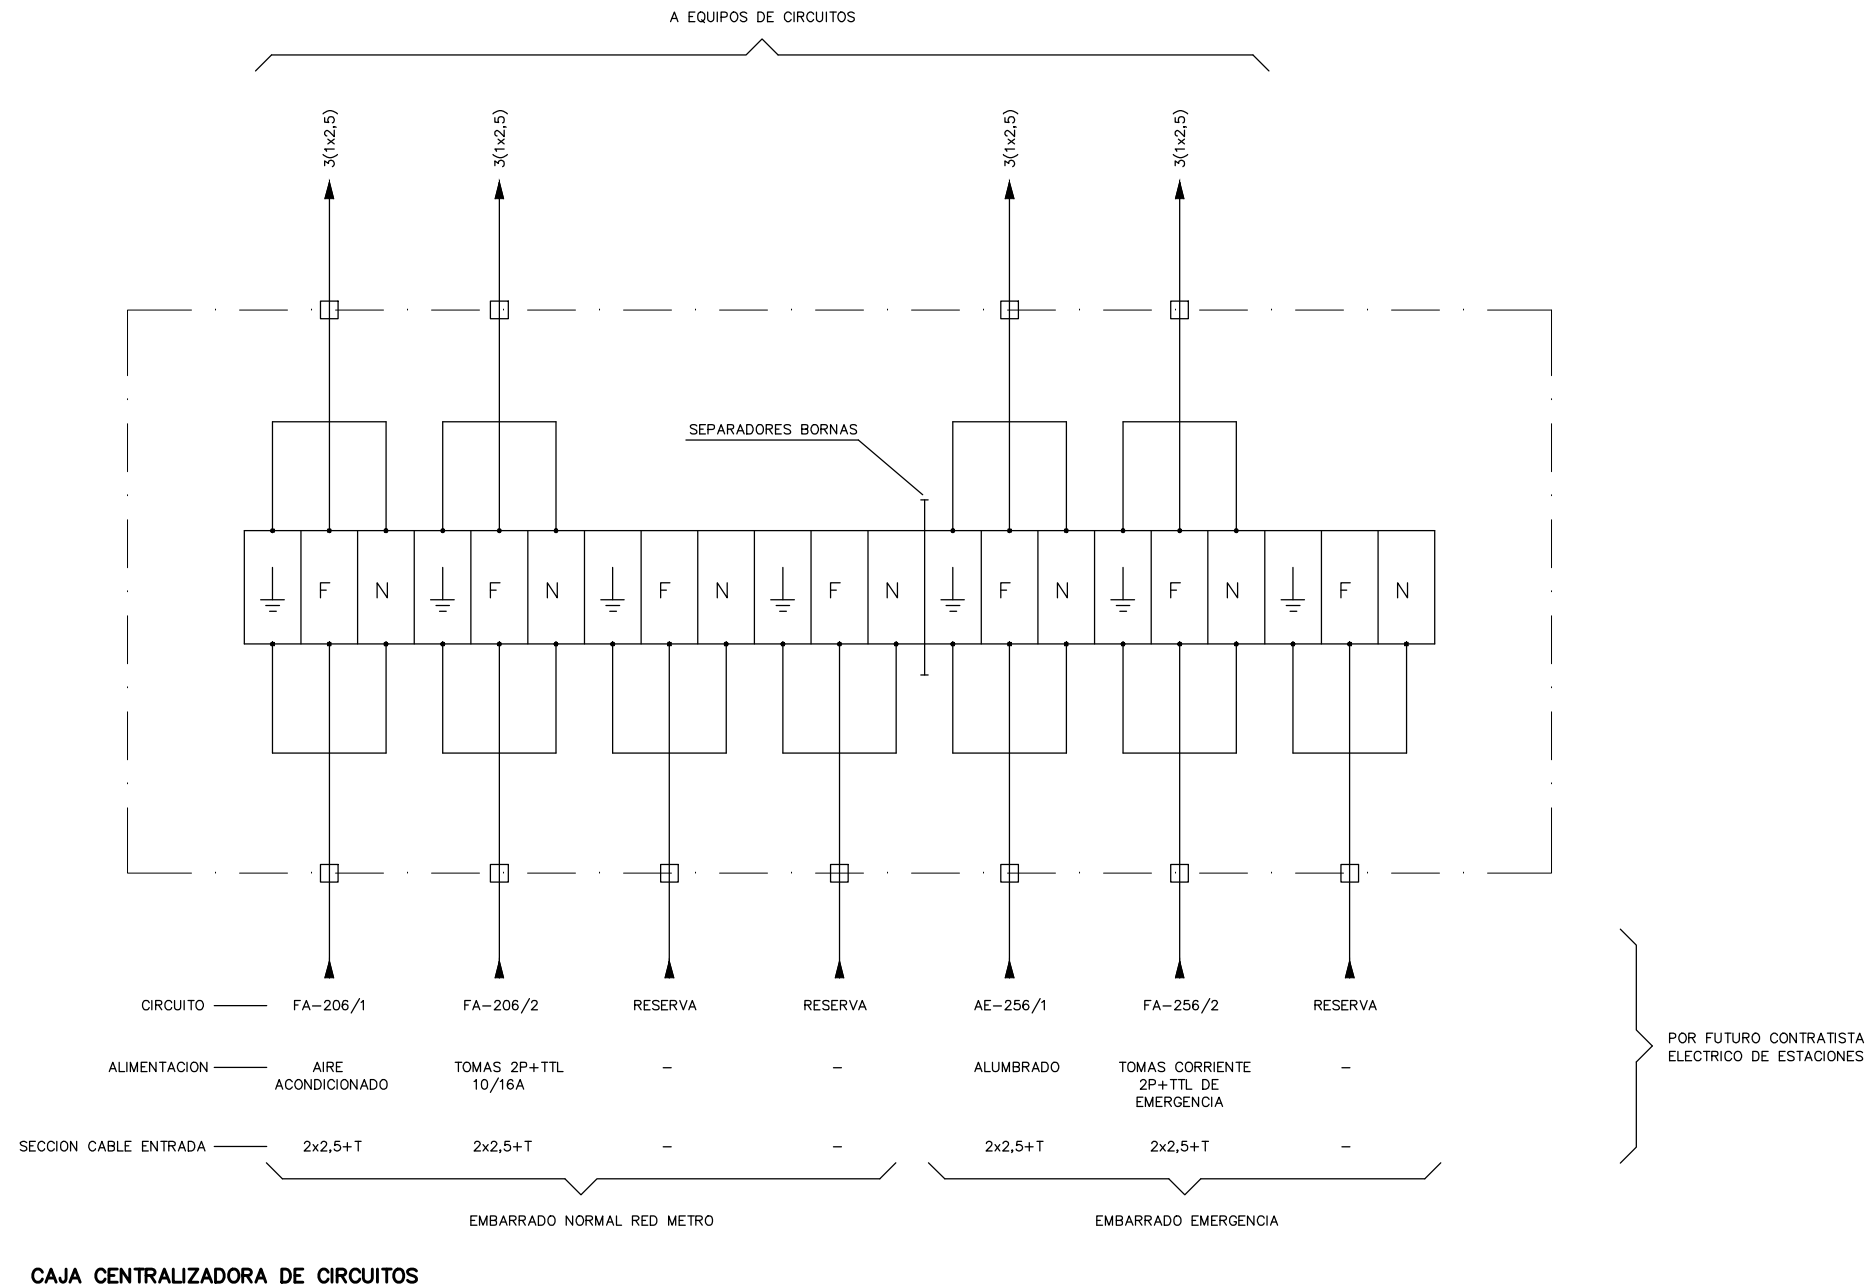 A EQUIPOS DE CIRCUITOS
3(1x2,5) 3(1x2,5) 3(1x2,5) 3(1x2,5)
SEPARADORES BORNAS
F N F N F N F N F N F N F N
CIRCUITO FA-206/1 FA-206/2 RESERVA RESERVA AE-256/1 FA-256/2 RESERVA
POR FUTURO CONTRATISTA
ELECTRICO DE ESTACIONES
ALIMENTACION AIRE TOMAS 2P+TTL - - ALUMBRADO TOMAS CORRIENTE -
ACONDICIONADO 10/16A 2P+TTL DE
EMERGENCIA
SECCION CABLE ENTRADA 2x2,5+T 2x2,5+T - - 2x2,5+T 2x2,5+T -
EMBARRADO NORMAL RED METRO EMBARRADO EMERGENCIA
CAJA CENTRALIZADORA DE CIRCUITOS